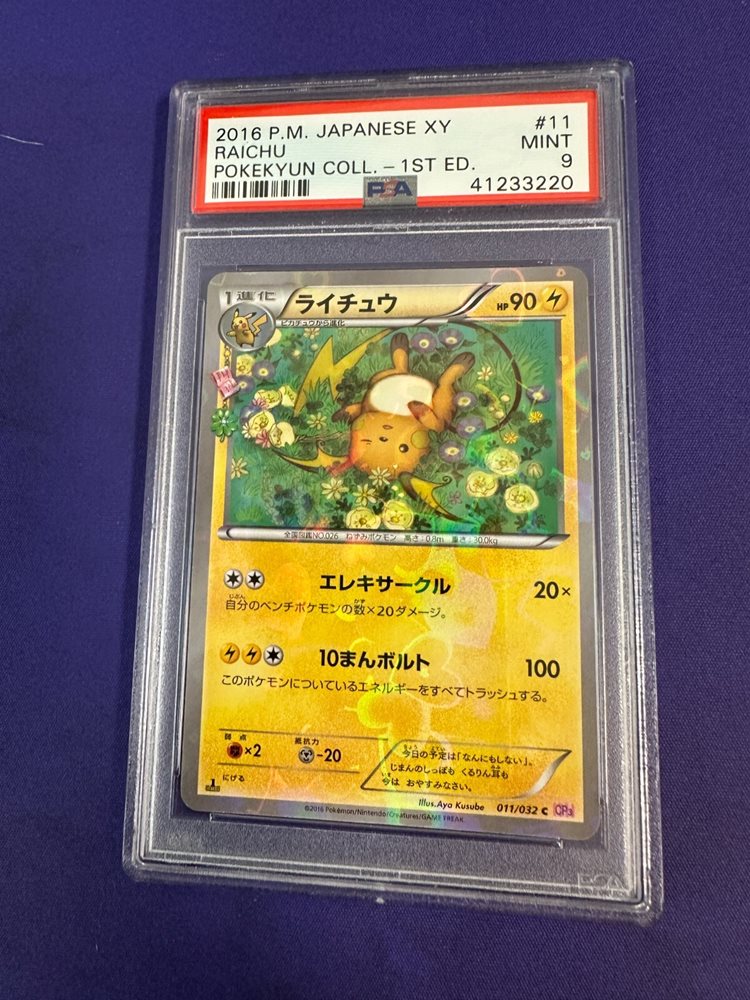 2016 P.M. JAPANESE XY #11
RAICHU MINT
POKEKYUN COLL. - 1ST ED. 9
PSA 41233220
1進化 ライチュウ HP90
ピカチュウから進化
全国図鑑NO.026 ねずみポケモン 高さ:0.8m 重さ:30.0kg
エレキサークル 20×
自分のベンチポケモンの数×20ダメージ。
10まんボルト 100
このポケモンについているエネルギーをすべてトラッシュする。
弱点 抵抗力
×2 -20
にげる
今日の予定は「なんにもしない」。
じまんのしっぽも くるりん耳も
今は おやすみなさい。
Illus.Aya Kusube 011/032 C CP3
©2016 Pokémon/Nintendo/Creatures/GAME FREAK.